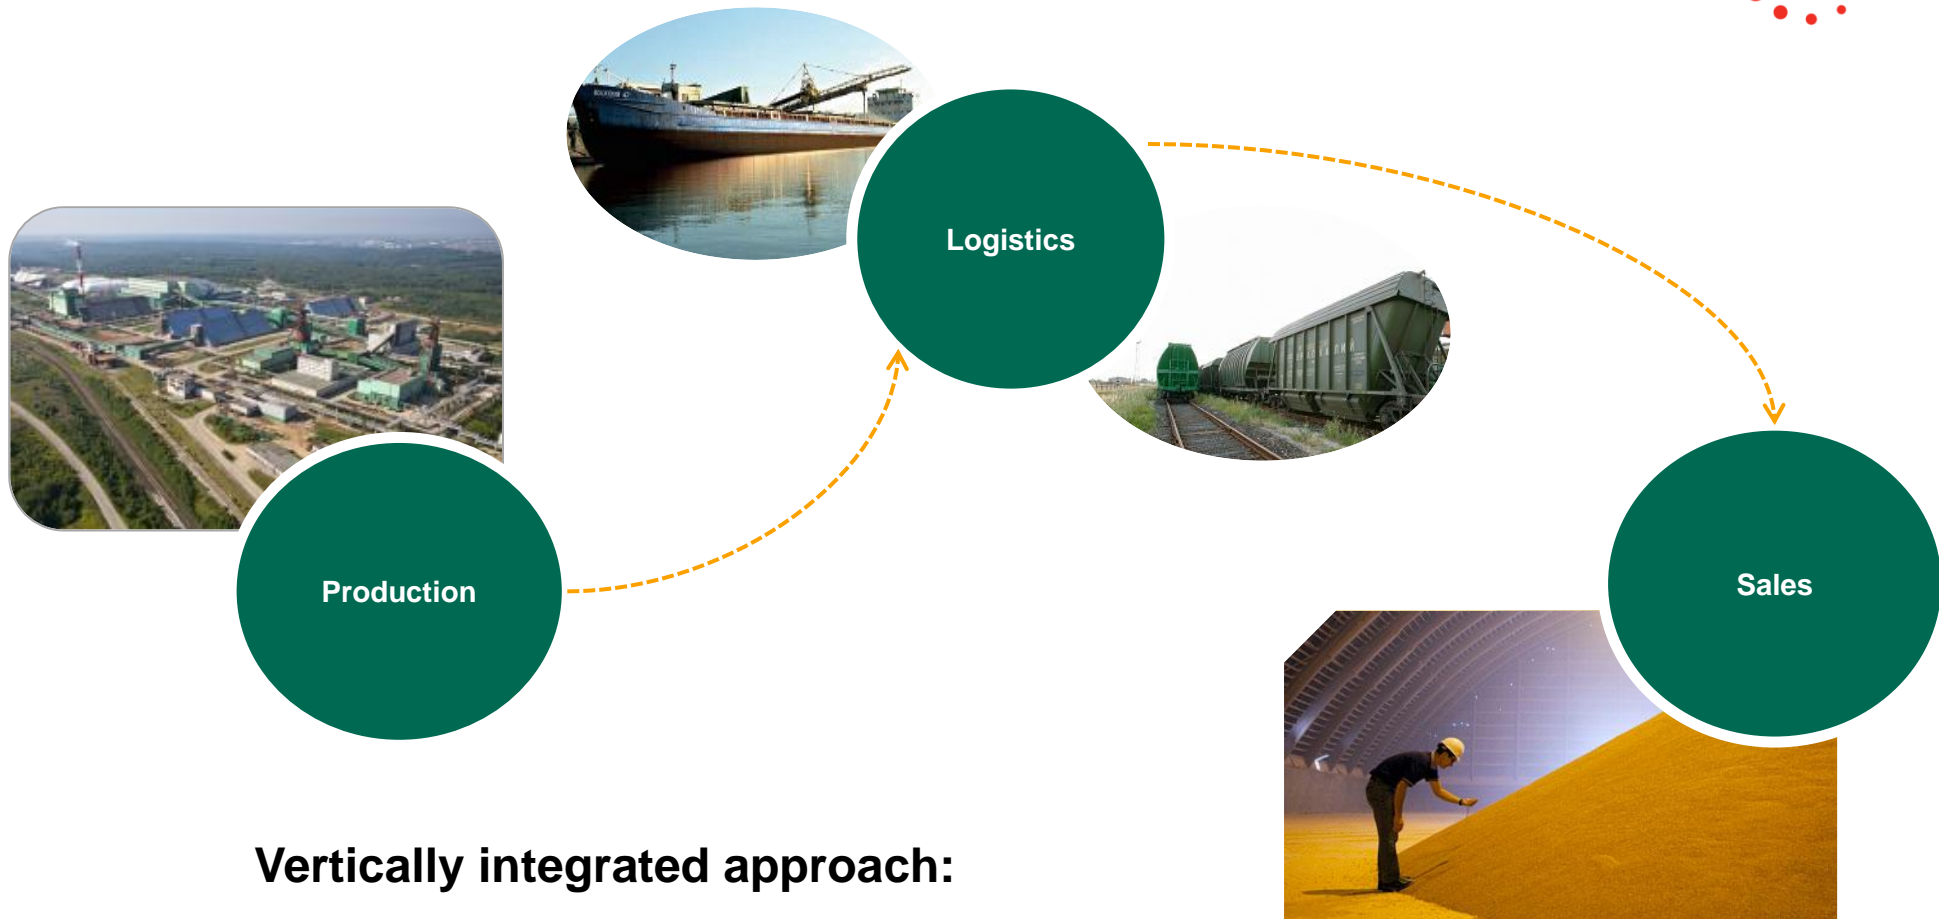 Logistics
Production
Sales
Vertically integrated approach: